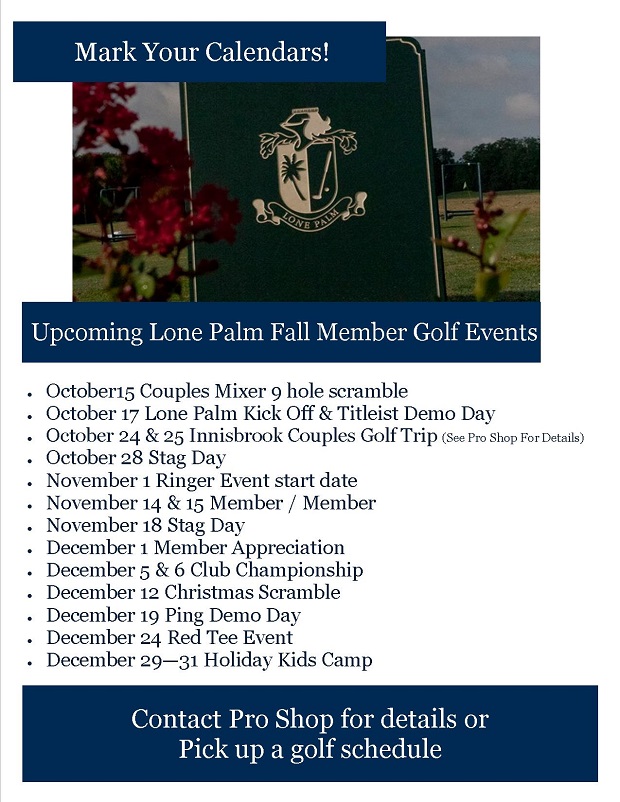 Mark Your Calendars!
LONE PALM
Upcoming Lone Palm Fall Member Golf Events
• October15 Couples Mixer 9 hole scramble
• October 17 Lone Palm Kick Off & Titleist Demo Day
• October 24 & 25 Innisbrook Couples Golf Trip (See Pro Shop For Details)
• October 28 Stag Day
• November 1 Ringer Event start date
• November 14 & 15 Member / Member
• November 18 Stag Day
• December 1 Member Appreciation
• December 5 & 6 Club Championship
• December 12 Christmas Scramble
• December 19 Ping Demo Day
• December 24 Red Tee Event
• December 29—31 Holiday Kids Camp
Contact Pro Shop for details or
Pick up a golf schedule